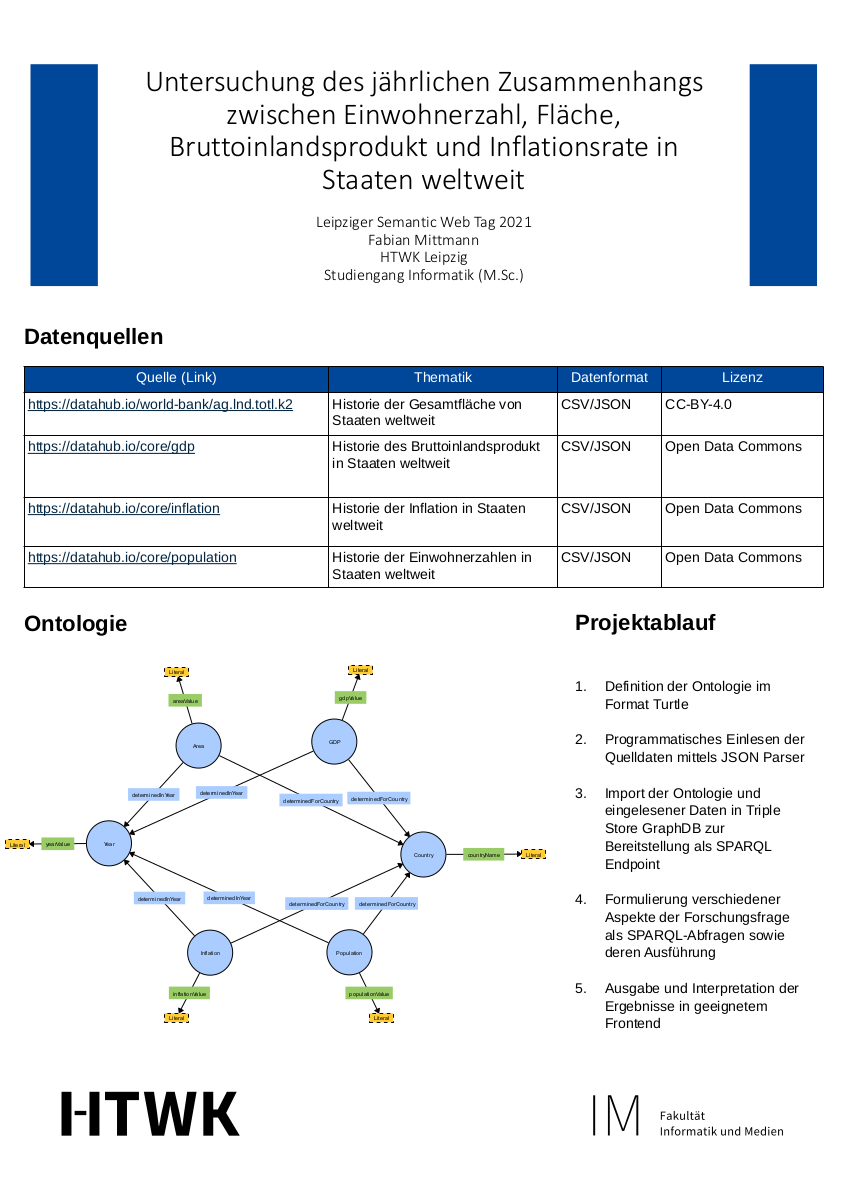 Untersuchung des jährlichen Zusammenhangs
zwischen Einwohnerzahl, Fläche,
Bruttoinlandsprodukt und Inflationsrate in
Staaten weltweit
Leipziger Semantic Web Tag 2021
Fabian Mittmann
HTWK Leipzig
Studiengang Informatik (M.Sc.)
Datenquellen
Quelle (Link) Thematik Datenformat Lizenz
https://datahub.io/world-bank/ag.lnd.totl.k2 Historie der Gesamtfläche von CSV/JSON CC-BY-4.0
Staaten weltweit
https://datahub.io/core/gdp Historie des Bruttoinlandsprodukt CSV/JSON Open Data Commons
in Staaten weltweit
https://datahub.io/core/inflation Historie der Inflation in Staaten CSV/JSON Open Data Commons
weltweit
https://datahub.io/core/population Historie der Einwohnerzahlen in CSV/JSON Open Data Commons
Staaten weltweit
Ontologie
Literal Literal
areaValue gdpValue
Area GDP
determinedInYear determinedInYear determinedForCountry determinedForCountry
Literal yearValue Year Country countryName Literal
determinedInYear determinedInYear determinedForCountry determinedForCountry
Inflation Population
inflationValue populationValue
Literal Literal
Projektablauf
1. Definition der Ontologie im
Format Turtle
2. Programmatisches Einlesen der
Quelldaten mittels JSON Parser
3. Import der Ontologie und
eingelesener Daten in Triple
Store GraphDB zur
Bereitstellung als SPARQL
Endpoint
4. Formulierung verschiedener
Aspekte der Forschungsfrage
als SPARQL-Abfragen sowie
deren Ausführung
5. Ausgabe und Interpretation der
Ergebnisse in geeignetem
Frontend
HTWK
IM Fakultät
Informatik und Medien